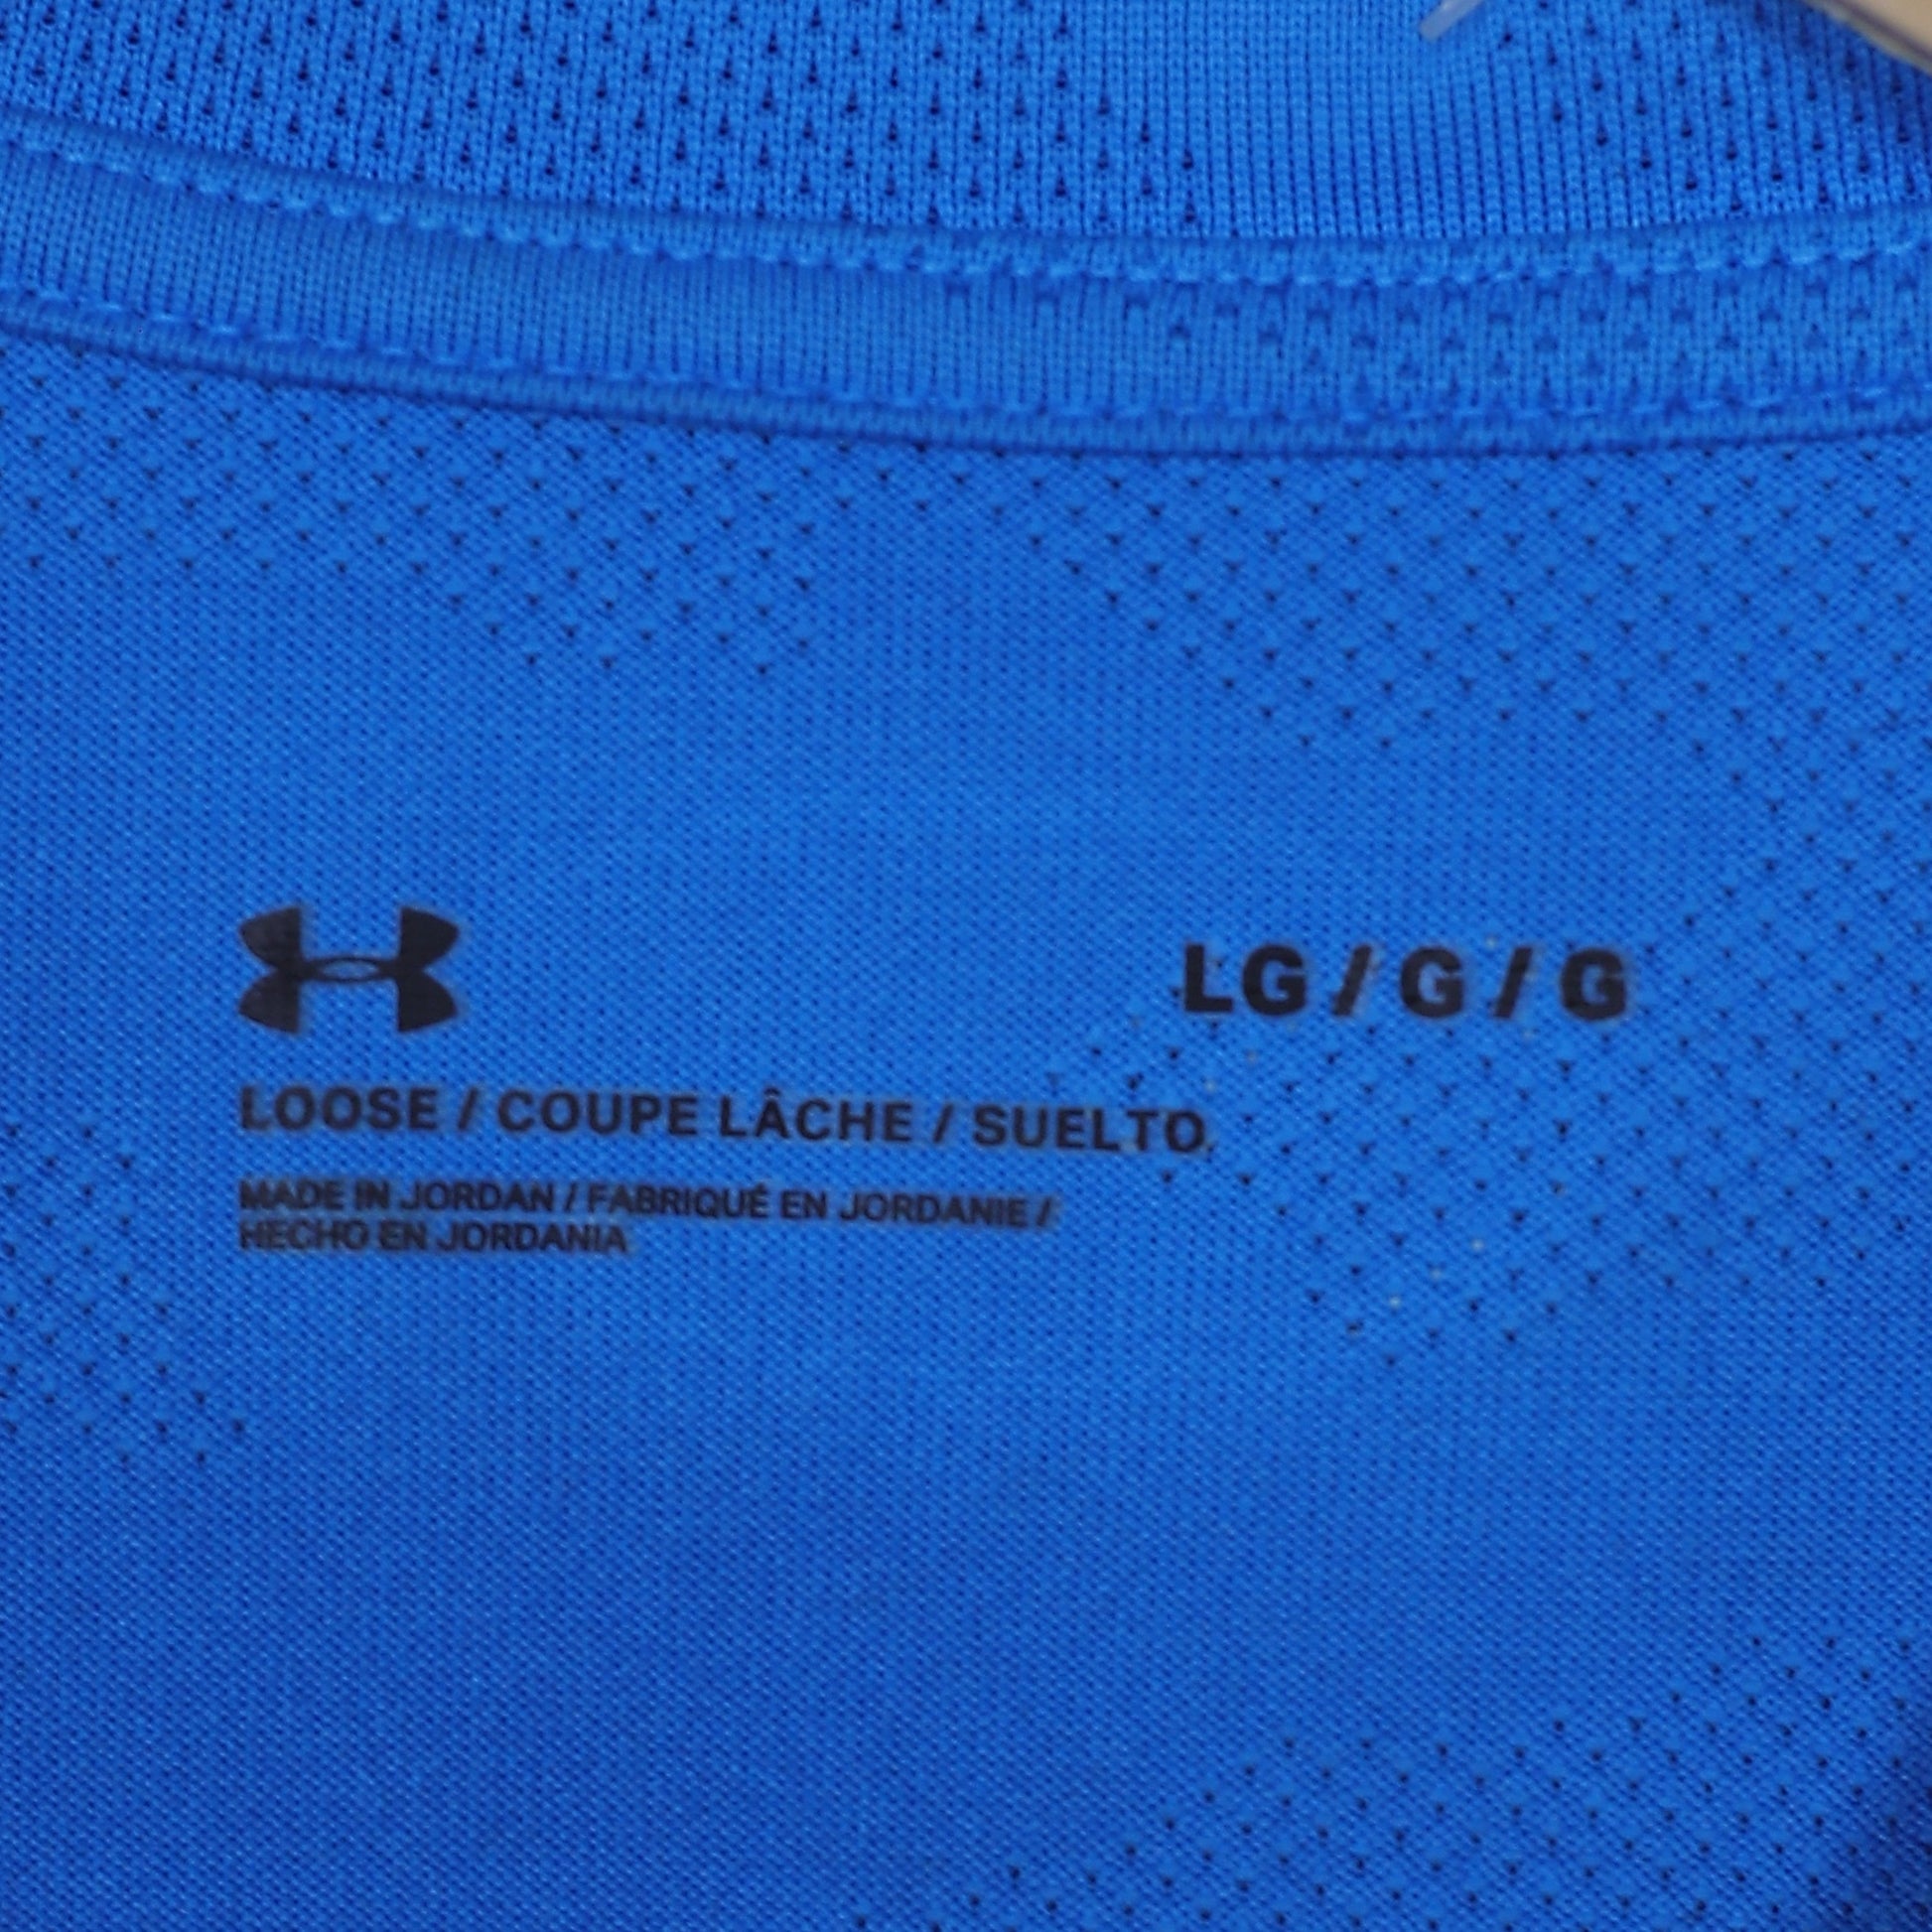 LG / G / G
LOOSE / COUPE LÂCHE / SUELTO
MADE IN JORDAN / FABRIQUÉ EN JORDANIE /
HECHO EN JORDANIA